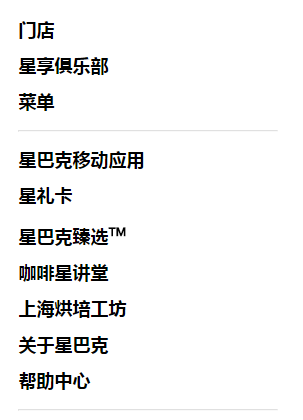 门店
星享俱乐部
菜单
星巴克移动应用
星礼卡
星巴克臻选™
咖啡星讲堂
上海烘培工坊
关于星巴克
帮助中心